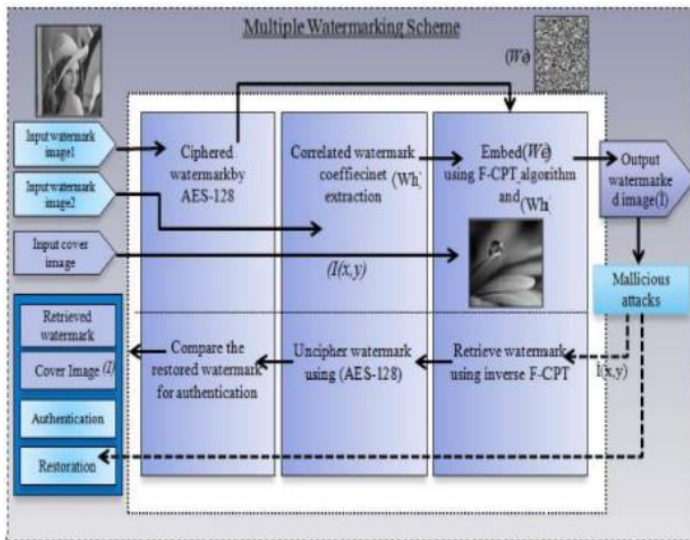 Multiple Watermarking Scheme
(We)
Input watermark
image1
Input watermark
image2
Input cover
image
Ciphered
watermarkby
AES-128
Correlated watermark
coeffiecinet (Wh)
extraction
Embed(We)
using F-CPT algorithm
and(Wh)
Output
watermarke
d image(I)
(I(x,y)
Mallicious
attacks
Retrieved
watermark
Cover Image (I)
Authentication
Restoration
Compare the
restored watermark
for authentication
Uncipher watermark
using (AES-128)
Retrieve watermark
using inverse F-CPT
I(x,y)